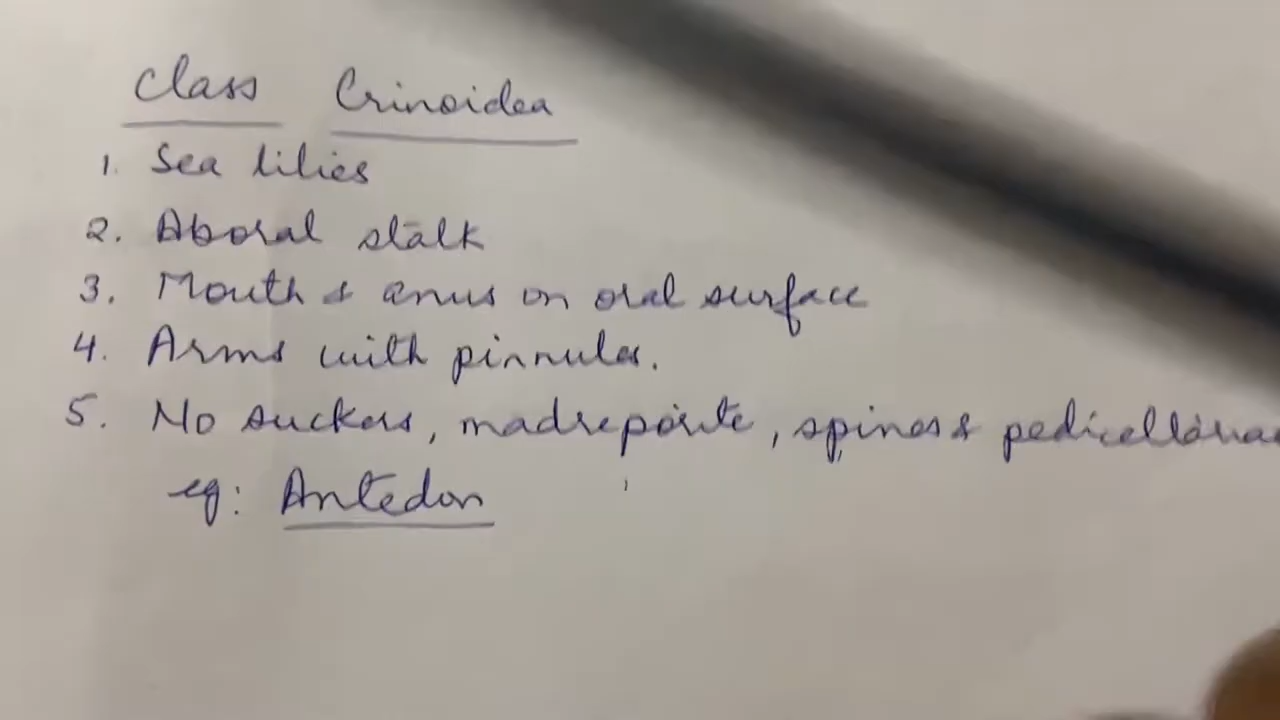 Class Crinoidea
1. Sea lilies
2. Aboral stalk
3. Mouth & anus on oral surface
4. Arms with pinnules.
5. No suckers, madreporite, spines & pedicellariae
eg: Antedon